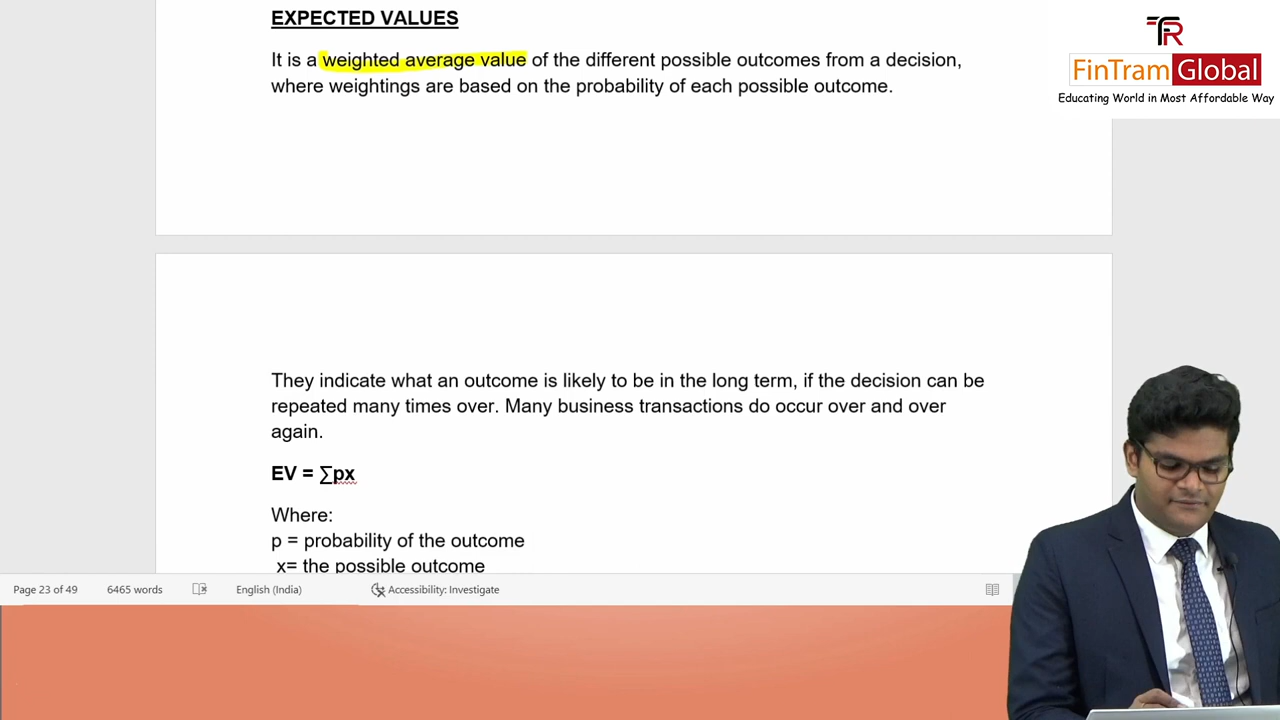 EXPECTED VALUES
It is a weighted average value of the different possible outcomes from a decision,
where weightings are based on the probability of each possible outcome.
TR
FinTram Global
Educating World in Most Affordable Way
They indicate what an outcome is likely to be in the long term, if the decision can be
repeated many times over. Many business transactions do occur over and over
again.
EV = ∑px
Where:
p = probability of the outcome
x= the possible outcome
Page 23 of 49 6465 words English (India) Accessibility: Investigate